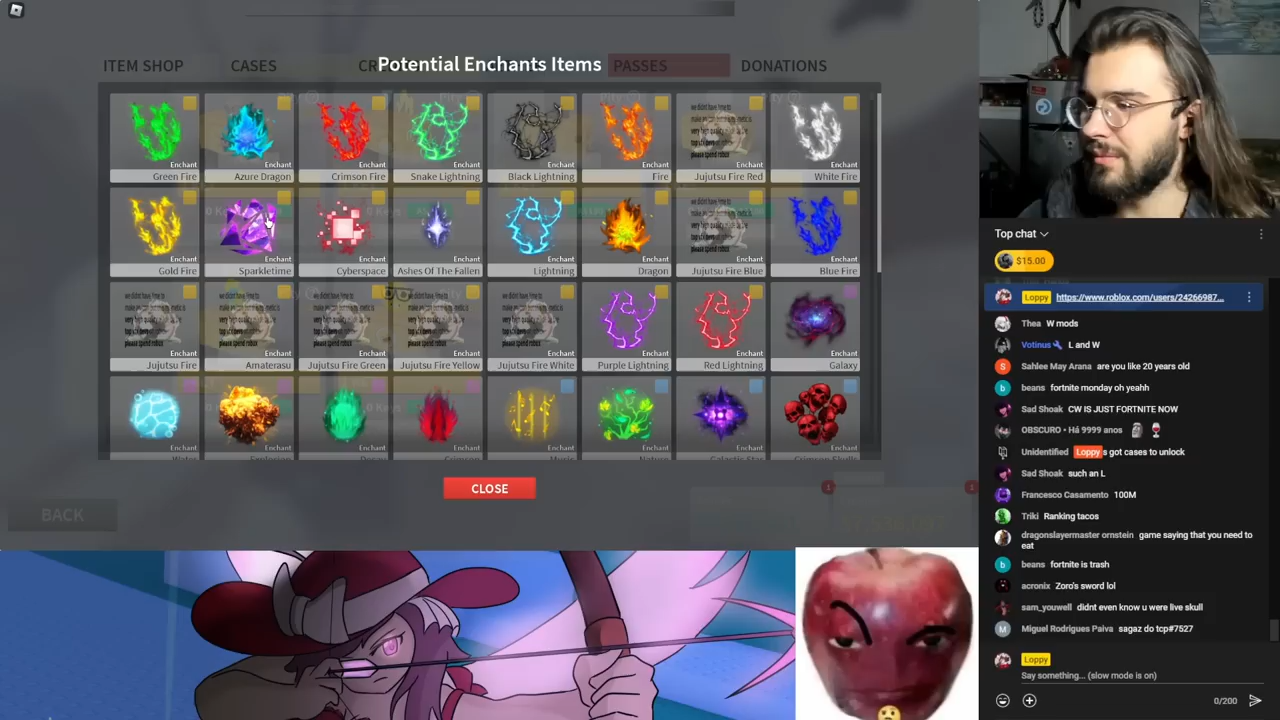 Potential Enchants Items
ITEM SHOP
CASES
CR
PASSES
DONATIONS
Enchant
Green Fire
Enchant
Azure Dragon
Enchant
Crimson Fire
Enchant
Snake Lightning
Enchant
Black Lightning
Enchant
Fire
Enchant
Jujutsu Fire Red
Enchant
White Fire
Enchant
Gold Fire
Enchant
Sparkletime
Enchant
Cyberspace
Enchant
Ashes Of The Fallen
Enchant
Lightning
Enchant
Dragon
Enchant
Jujutsu Fire Blue
Enchant
Blue Fire
Enchant
Jujutsu Fire
Enchant
Amaterasu
Enchant
Jujutsu Fire Green
Enchant
Jujutsu Fire Yellow
Enchant
Jujutsu Fire White
Enchant
Purple Lightning
Enchant
Red Lightning
Enchant
Galaxy
Enchant
Enchant
Enchant
Enchant
Enchant
Enchant
Enchant
Enchant
CLOSE
BACK
Top chat
$15.00
Loppy https://www.roblox.com/users/24266987...
Thea W mods
Votinus L and W
Sahlee May Arana are you like 20 years old
beans fortnite monday oh yeahh
Sad Shoak CW IS JUST FORTNITE NOW
OBSCURO • Há 9999 anos
Unidentified Loppy s got cases to unlock
Sad Shoak such an L
Francesco Casamento 100M
Triki Ranking tacos
dragonslayermaster ornstein game saying that you need to
eat
beans fortnite is trash
acronix Zoro's sword lol
sam_youwell didnt even know u were live skull
Miguel Rodrigues Paiva sagaz do tcp#7527
Loppy
Say something... (slow mode is on)
0/200